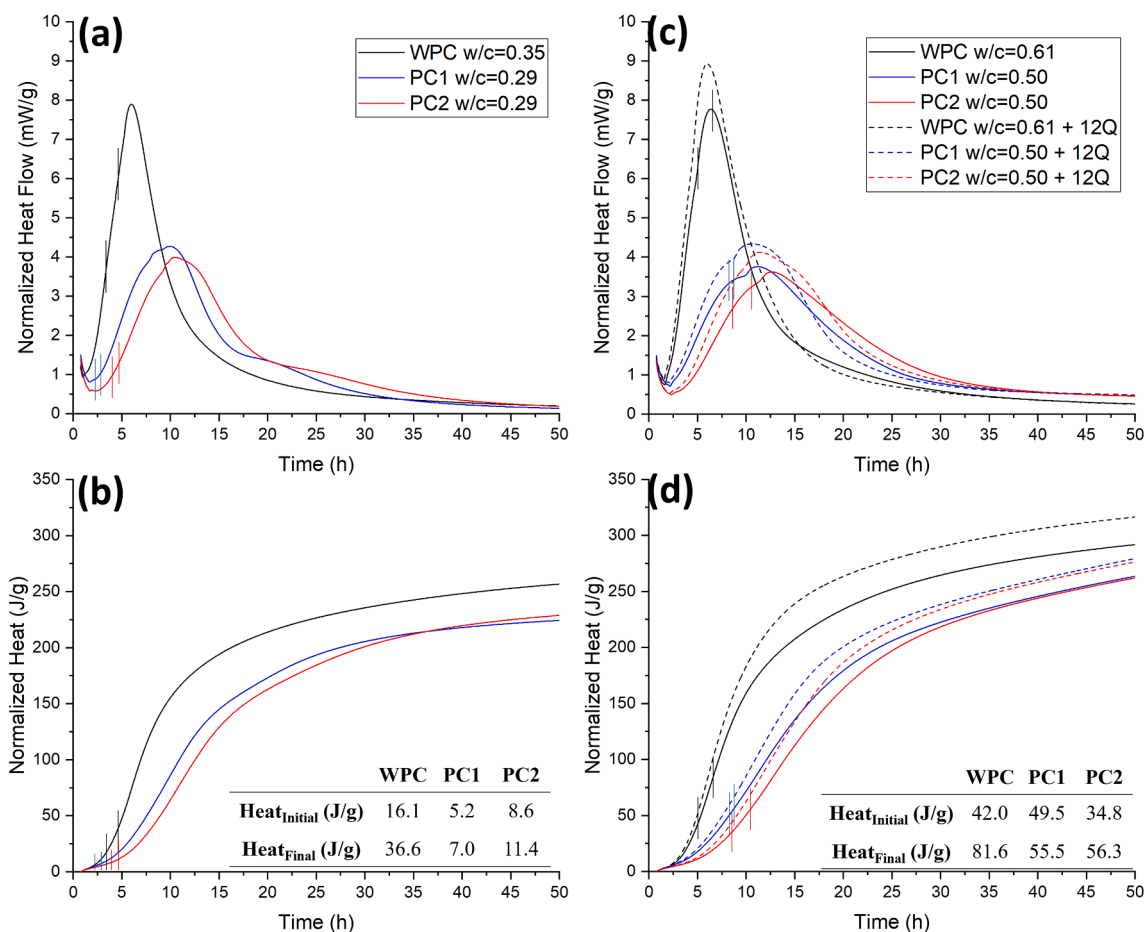 (a)
WPC w/c=0.35
PC1 w/c=0.29
PC2 w/c=0.29
Normalized Heat Flow (mW/g)
10
9
8
7
6
5
4
3
2
1
0
0 5 10 15 20 25 30 35 40 45 50
Time (h)
(c)
WPC w/c=0.61
PC1 w/c=0.50
PC2 w/c=0.50
WPC w/c=0.61 + 12Q
PC1 w/c=0.50 + 12Q
PC2 w/c=0.50 + 12Q
Normalized Heat Flow (mW/g)
10
9
8
7
6
5
4
3
2
1
0
0 5 10 15 20 25 30 35 40 45 50
Time (h)
(b)
Normalized Heat (J/g)
350
300
250
200
150
100
50
0
WPC PC1 PC2
Heat Initial (J/g) 16.1 5.2 8.6
Heat Final (J/g) 36.6 7.0 11.4
0 5 10 15 20 25 30 35 40 45 50
Time (h)
(d)
Normalized Heat (J/g)
350
300
250
200
150
100
50
0
WPC PC1 PC2
Heat Initial (J/g) 42.0 49.5 34.8
Heat Final (J/g) 81.6 55.5 56.3
0 5 10 15 20 25 30 35 40 45 50
Time (h)